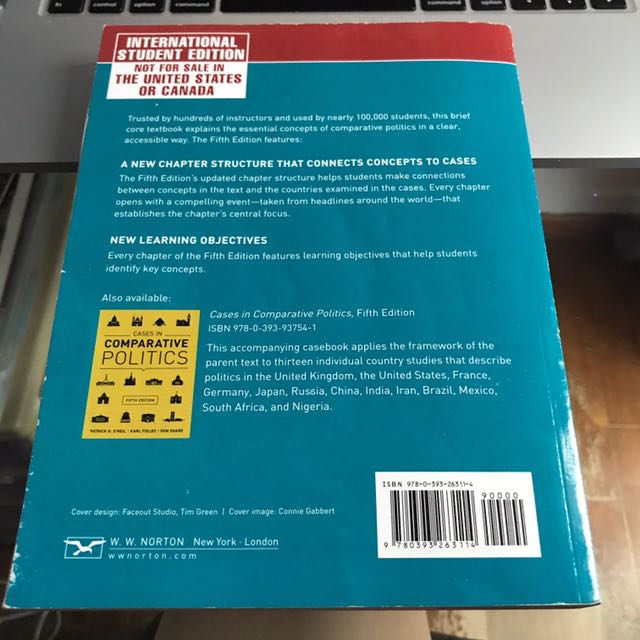 fn
control
option
command
command
option
INTERNATIONAL
STUDENT EDITION
NOT FOR SALE IN
THE UNITED STATES
OR CANADA
Trusted by hundreds of instructors and used by nearly 100,000 students, this brief
core textbook explains the essential concepts of comparative politics in a clear,
accessible way. The Fifth Edition features:
A NEW CHAPTER STRUCTURE THAT CONNECTS CONCEPTS TO CASES
The Fifth Edition's updated chapter structure helps students make connections
between concepts in the text and the countries examined in the cases. Every chapter
opens with a compelling event—taken from headlines around the world—that
establishes the chapter's central focus.
NEW LEARNING OBJECTIVES
Every chapter of the Fifth Edition features learning objectives that help students
identify key concepts.
Also available:
Cases in Comparative Politics, Fifth Edition
ISBN 978-0-393-93754-1
This accompanying casebook applies the framework of the
parent text to thirteen individual country studies that describe
politics in the United Kingdom, the United States, France,
Germany, Japan, Russia, China, India, Iran, Brazil, Mexico,
South Africa, and Nigeria.
CASES IN
COMPARATIVE
POLITICS
FIFTH EDITION
PATRICK H. O'NEIL · KARL FIELDS · DON SHARE
ISBN 978-0-393-26311-4
90000
9 780393 263114
Cover design: Faceout Studio, Tim Green | Cover image: Connie Gabbert
W. W. NORTON New York · London
wwnorton.com